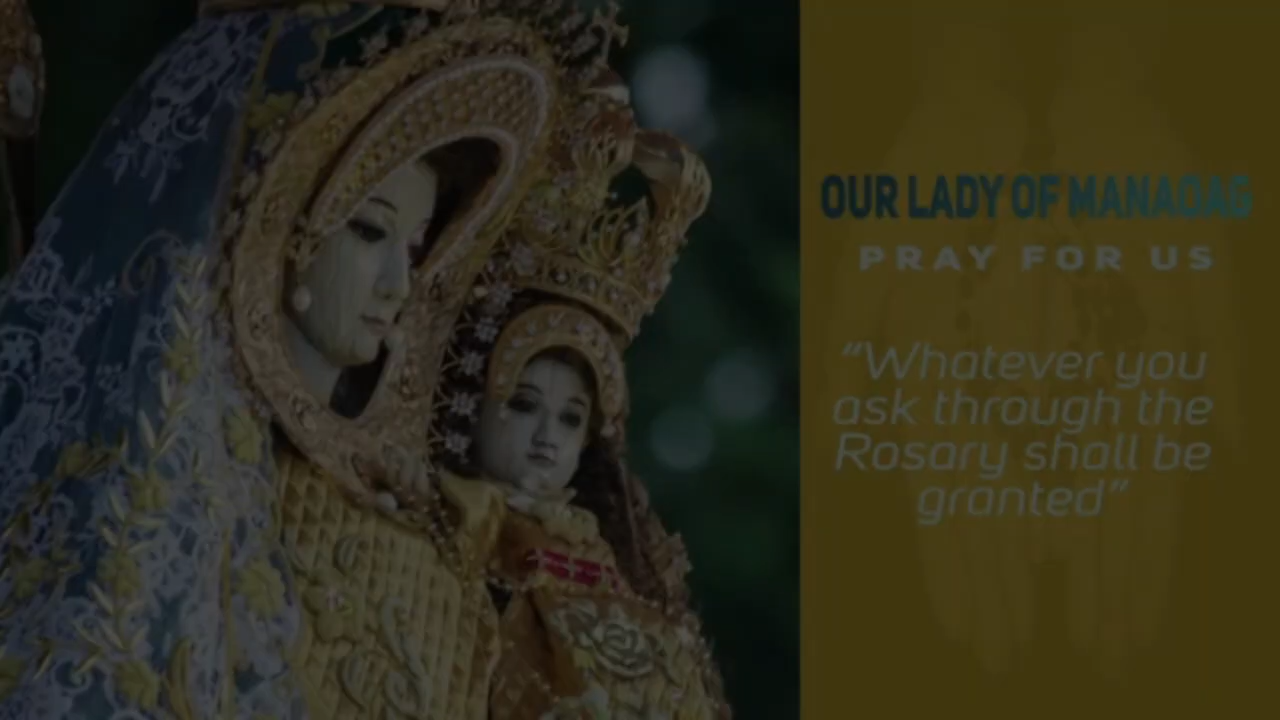 OUR LADY OF MANAOAG
PRAY FOR US
“Whatever you
ask through the
Rosary shall be
granted”